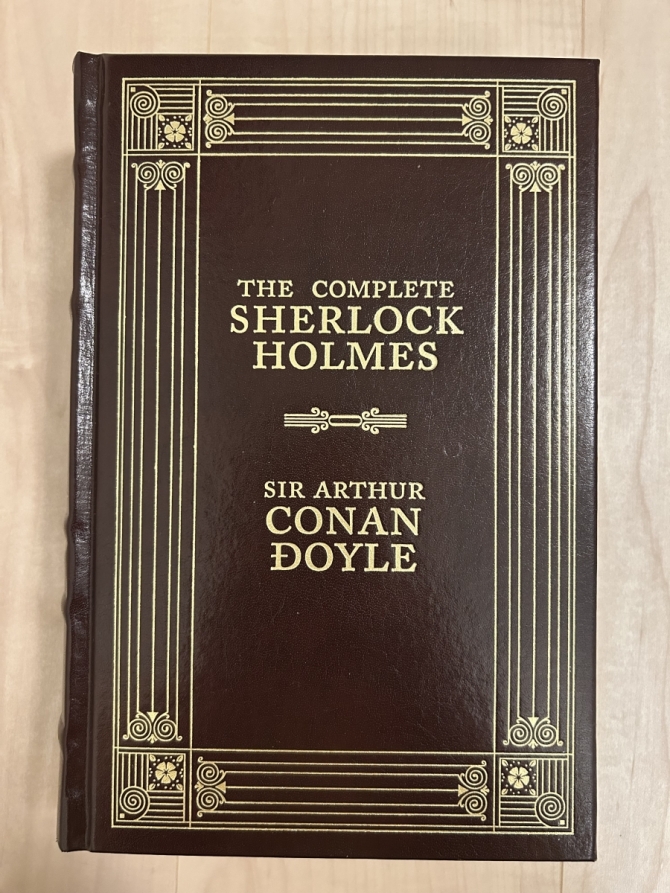 THE COMPLETE
SHERLOCK
HOLMES
SIR ARTHUR
CONAN
ĐOYLE